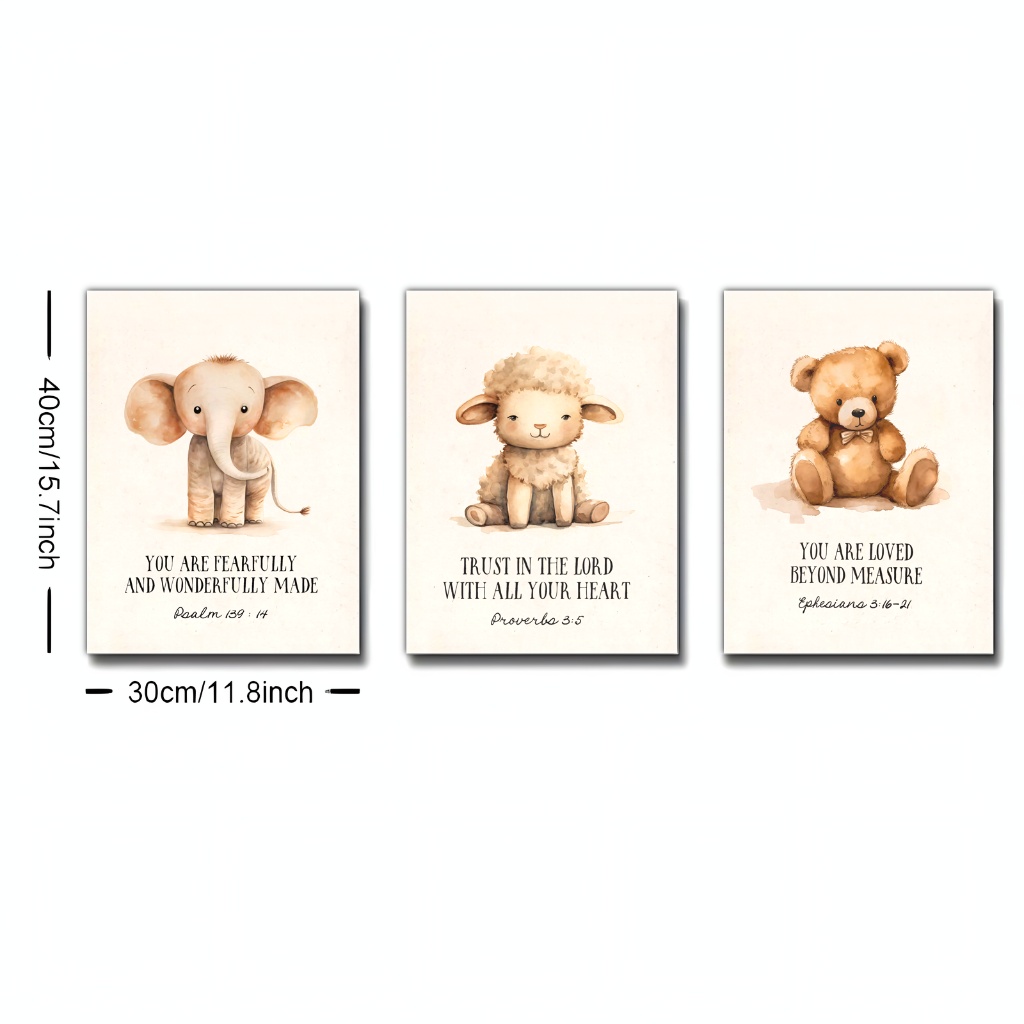 40cm/15.7inch
YOU ARE FEARFULLY
AND WONDERFULLY MADE
Psalm 139 : 14
30cm/11.8inch
TRUST IN THE LORD
WITH ALL YOUR HEART
Proverbs 3:5
YOU ARE LOVED
BEYOND MEASURE
Ephesians 3:16-21